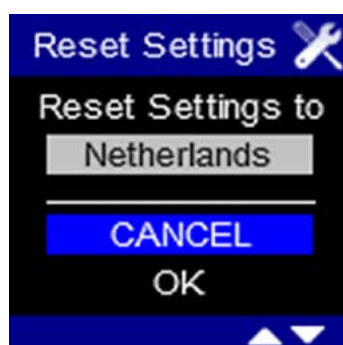 Reset Settings
Reset Settings to
Netherlands
CANCEL
OK